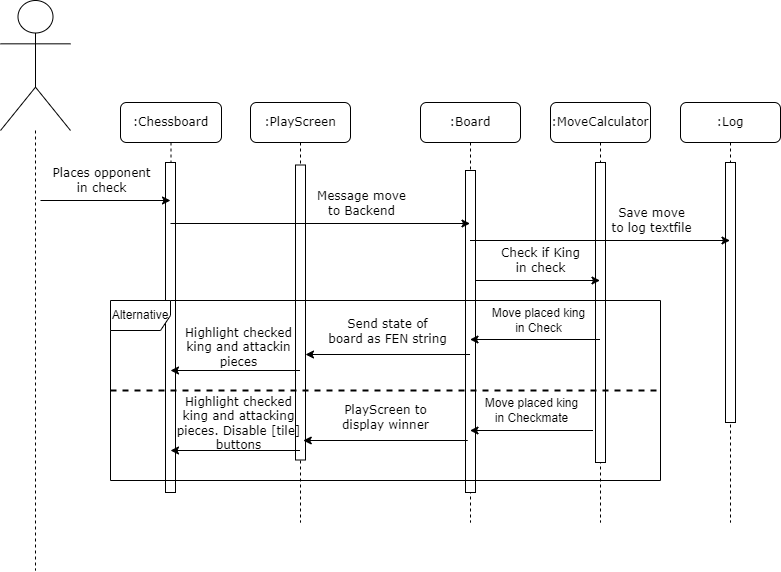 :Chessboard
:PlayScreen
:Board
:MoveCalculator
:Log
Places opponent
in check
Message move
to Backend
Save move
to log textfile
Check if King
in check
Alternative
Move placed king
in Check
Send state of
board as FEN string
Highlight checked
king and attackin
pieces
Move placed king
in Checkmate
PlayScreen to
display winner
Highlight checked
king and attacking
pieces. Disable [tile]
buttons